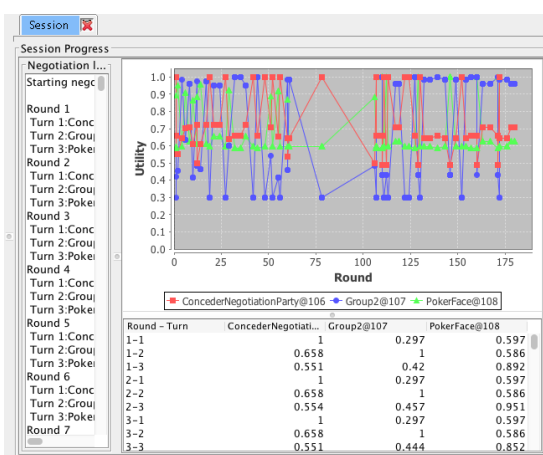 Session
Session Progress
Negotiation l...
Starting negc
Round 1
Turn 1:Conc
Turn 2:Grou
Turn 3:Poker
Round 2
Turn 1:Conc
Turn 2:Grou
Turn 3:Poker
Round 3
Turn 1:Conc
Turn 2:Grou
Turn 3:Poker
Round 4
Turn 1:Conc
Turn 2:Grou
Turn 3:Poker
Round 5
Turn 1:Conc
Turn 2:Grou
Turn 3:Poker
Round 6
Turn 1:Conc
Turn 2:Grou
Turn 3:Poker
Round 7
Utility
1.0
0.9
0.8
0.7
0.6
0.5
0.4
0.3
0.2
0.1
0.0
0 25 50 75 100 125 150 175
Round
ConcederNegotiationParty@106 Group2@107 PokerFace@108
Round - Turn ConcederNegotiati... Group2@107 PokerFace@108
1-1 1 0.297 0.597
1-2 0.658 1 0.586
1-3 0.551 0.42 0.892
2-1 1 0.297 0.597
2-2 0.658 1 0.586
2-3 0.554 0.457 0.951
3-1 1 0.297 0.597
3-2 0.658 1 0.586
3-3 0.551 0.444 0.852